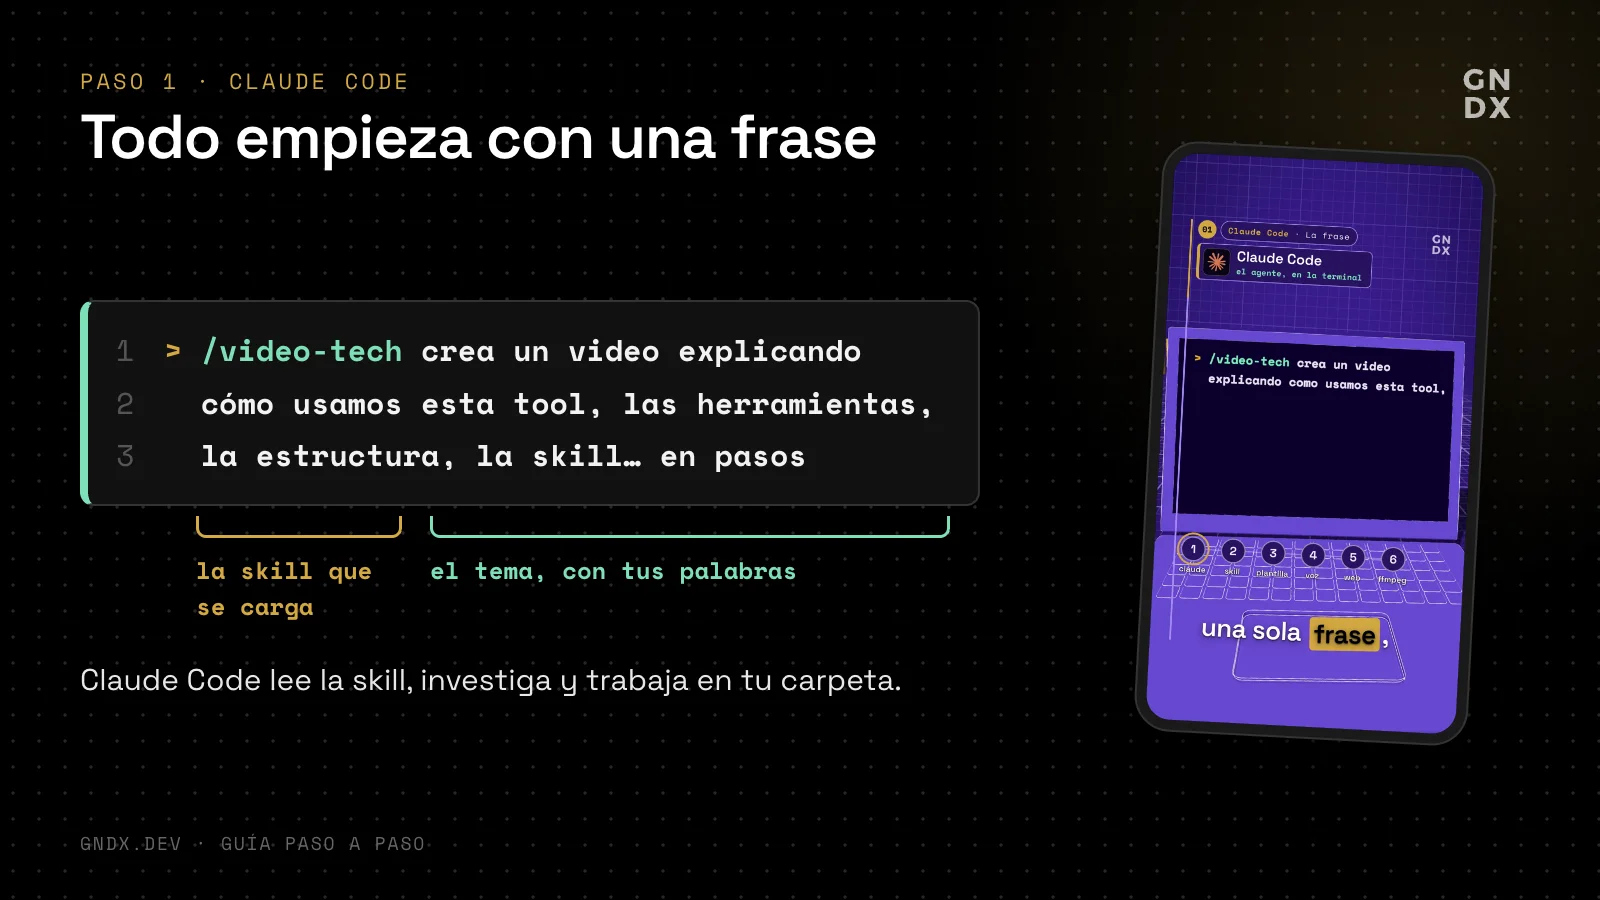 PASO 1 · CLAUDE CODE
Todo empieza con una frase
GN
DX
1 > /video-tech crea un video explicando
2 cómo usamos esta tool, las herramientas,
3 la estructura, la skill… en pasos
la skill que
se carga
el tema, con tus palabras
Claude Code lee la skill, investiga y trabaja en tu carpeta.
GNDX.DEV · GUÍA PASO A PASO
01 Claude Code · La frase
GN
DX
Claude Code
el agente, en la terminal
> /video-tech crea un video
explicando como usamos esta tool,
1 2 3 4 5 6
claude skill plantilla voz web ffmpeg
una sola frase,